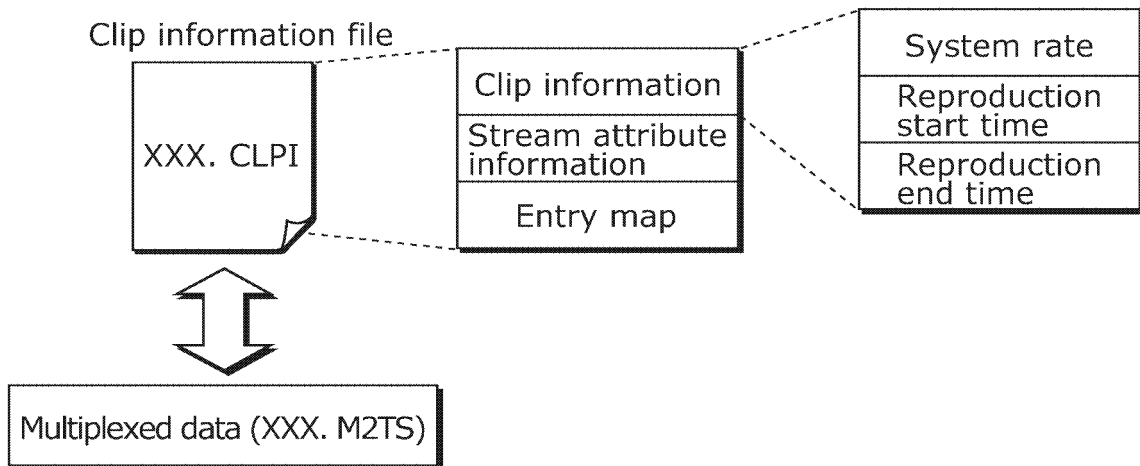 Clip information file
XXX. CLPI
Clip information
Stream attribute
information
Entry map
System rate
Reproduction
start time
Reproduction
end time
Multiplexed data (XXX. M2TS)